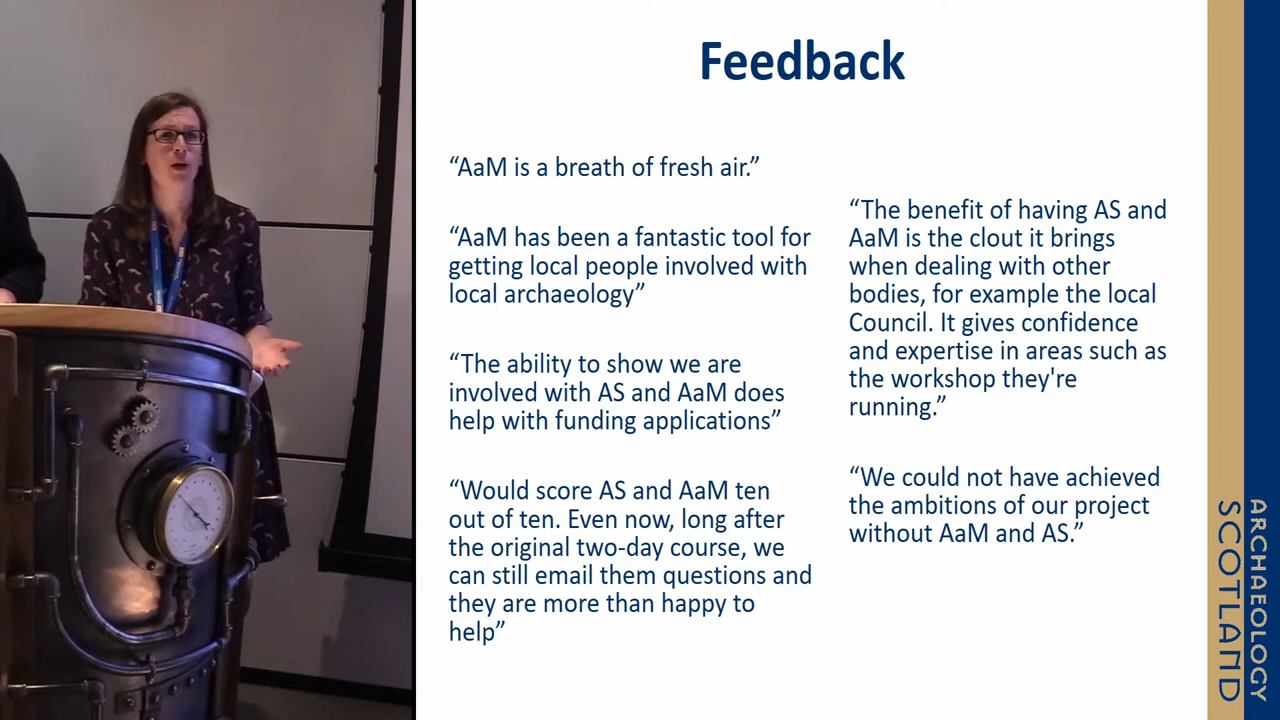 Feedback
“AaM is a breath of fresh air.”
“AaM has been a fantastic tool for
getting local people involved with
local archaeology”
“The ability to show we are
involved with AS and AaM does
help with funding applications”
“Would score AS and AaM ten
out of ten. Even now, long after
the original two-day course, we
can still email them questions and
they are more than happy to
help”
“The benefit of having AS and
AaM is the clout it brings
when dealing with other
bodies, for example the local
Council. It gives confidence
and expertise in areas such as
the workshop they're
running.”
“We could not have achieved
the ambitions of our project
without AaM and AS.”
ARCHAEOLOGY
SCOTLAND